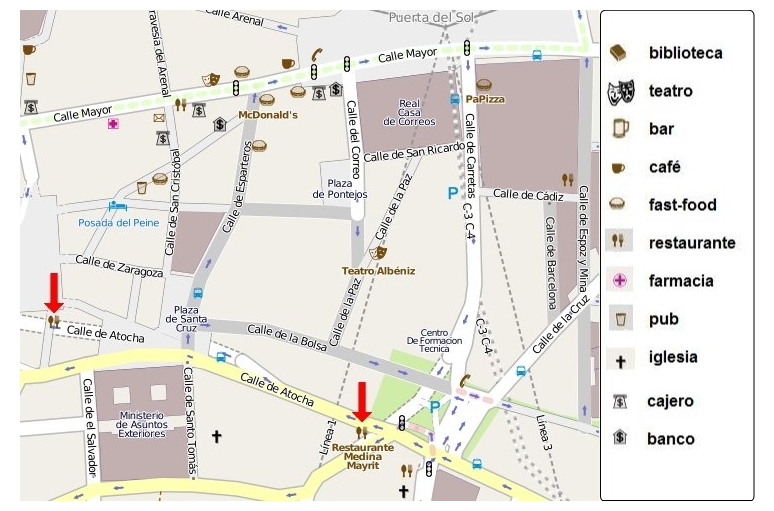 Calle Arenal
Puerta del Sol
Travesía del Arenal
Calle Mayor
Calle Mayor
McDonald's
PaPizza
Real
Casa
de Correos
Calle del Correo
Calle de Carretas
Calle de San Ricardo
Calle de Esparteros
Calle de San Cristóbal
Plaza
de Pontejos
P
Calle de Cádiz
Posada del Peine
Calle de la Paz
C-3 C-4
Calle de Barcelona
Calle de Espoz y Mina
Calle de Zaragoza
Teatro Albéniz
Calle de la Paz
Plaza
de Santa
Cruz
Calle de Atocha
Calle de la Bolsa
Centro
De Formacion
Tecnica
C-3 C-4
Calle de la Cruz
Calle de Atocha
P
Ministerio
de Asuntos
Exteriores
Calle de el Salvador
Calle de Santo Tomás
Línea 1
Línea 3
Restaurante
Medina
Mayrit
biblioteca
teatro
bar
café
fast-food
restaurante
farmacia
pub
iglesia
cajero
banco